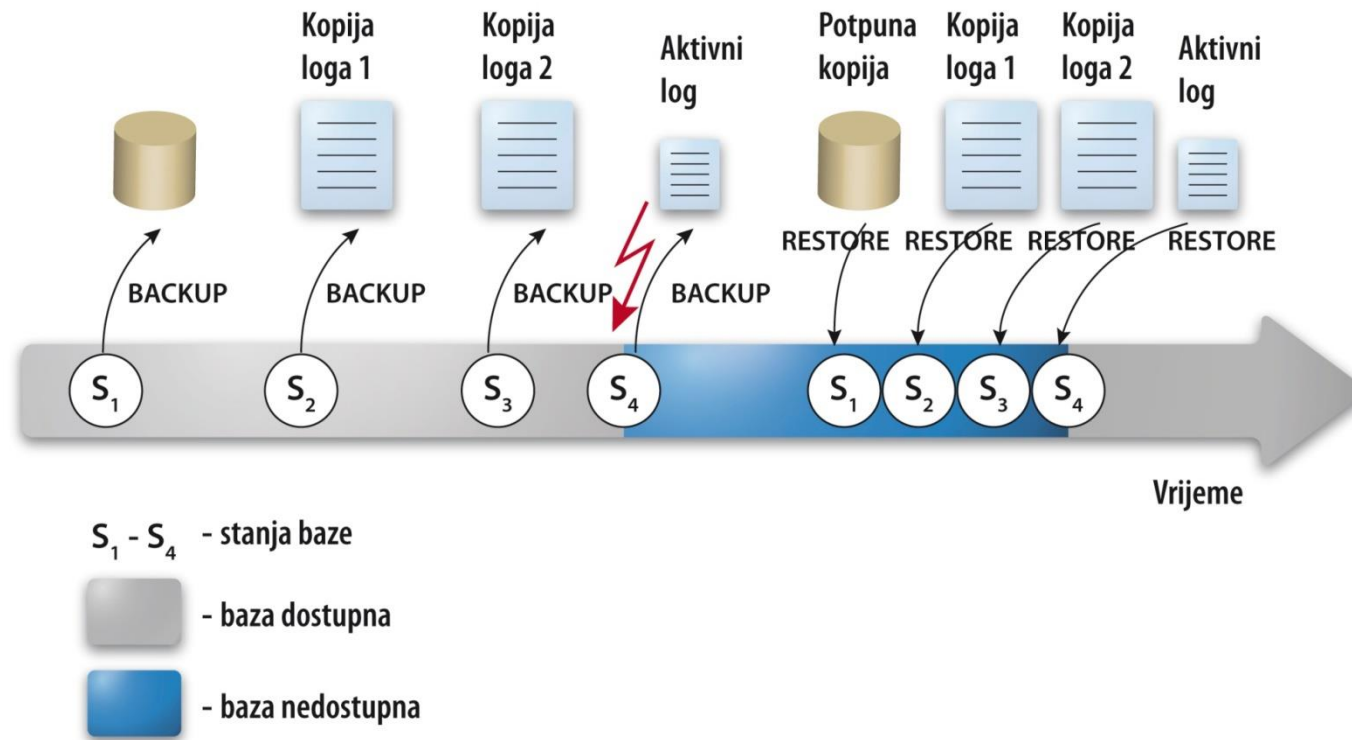 Kopija
loga 1
Kopija
loga 2
Aktivni
log
Potpuna
kopija
Kopija
loga 1
Kopija
loga 2
Aktivni
log
RESTORE RESTORE RESTORE RESTORE
BACKUP BACKUP BACKUP BACKUP
S1 S2 S3 S4 S1 S2 S3 S4
Vrijeme
S1 - S4 - stanja baze
- baza dostupna
- baza nedostupna